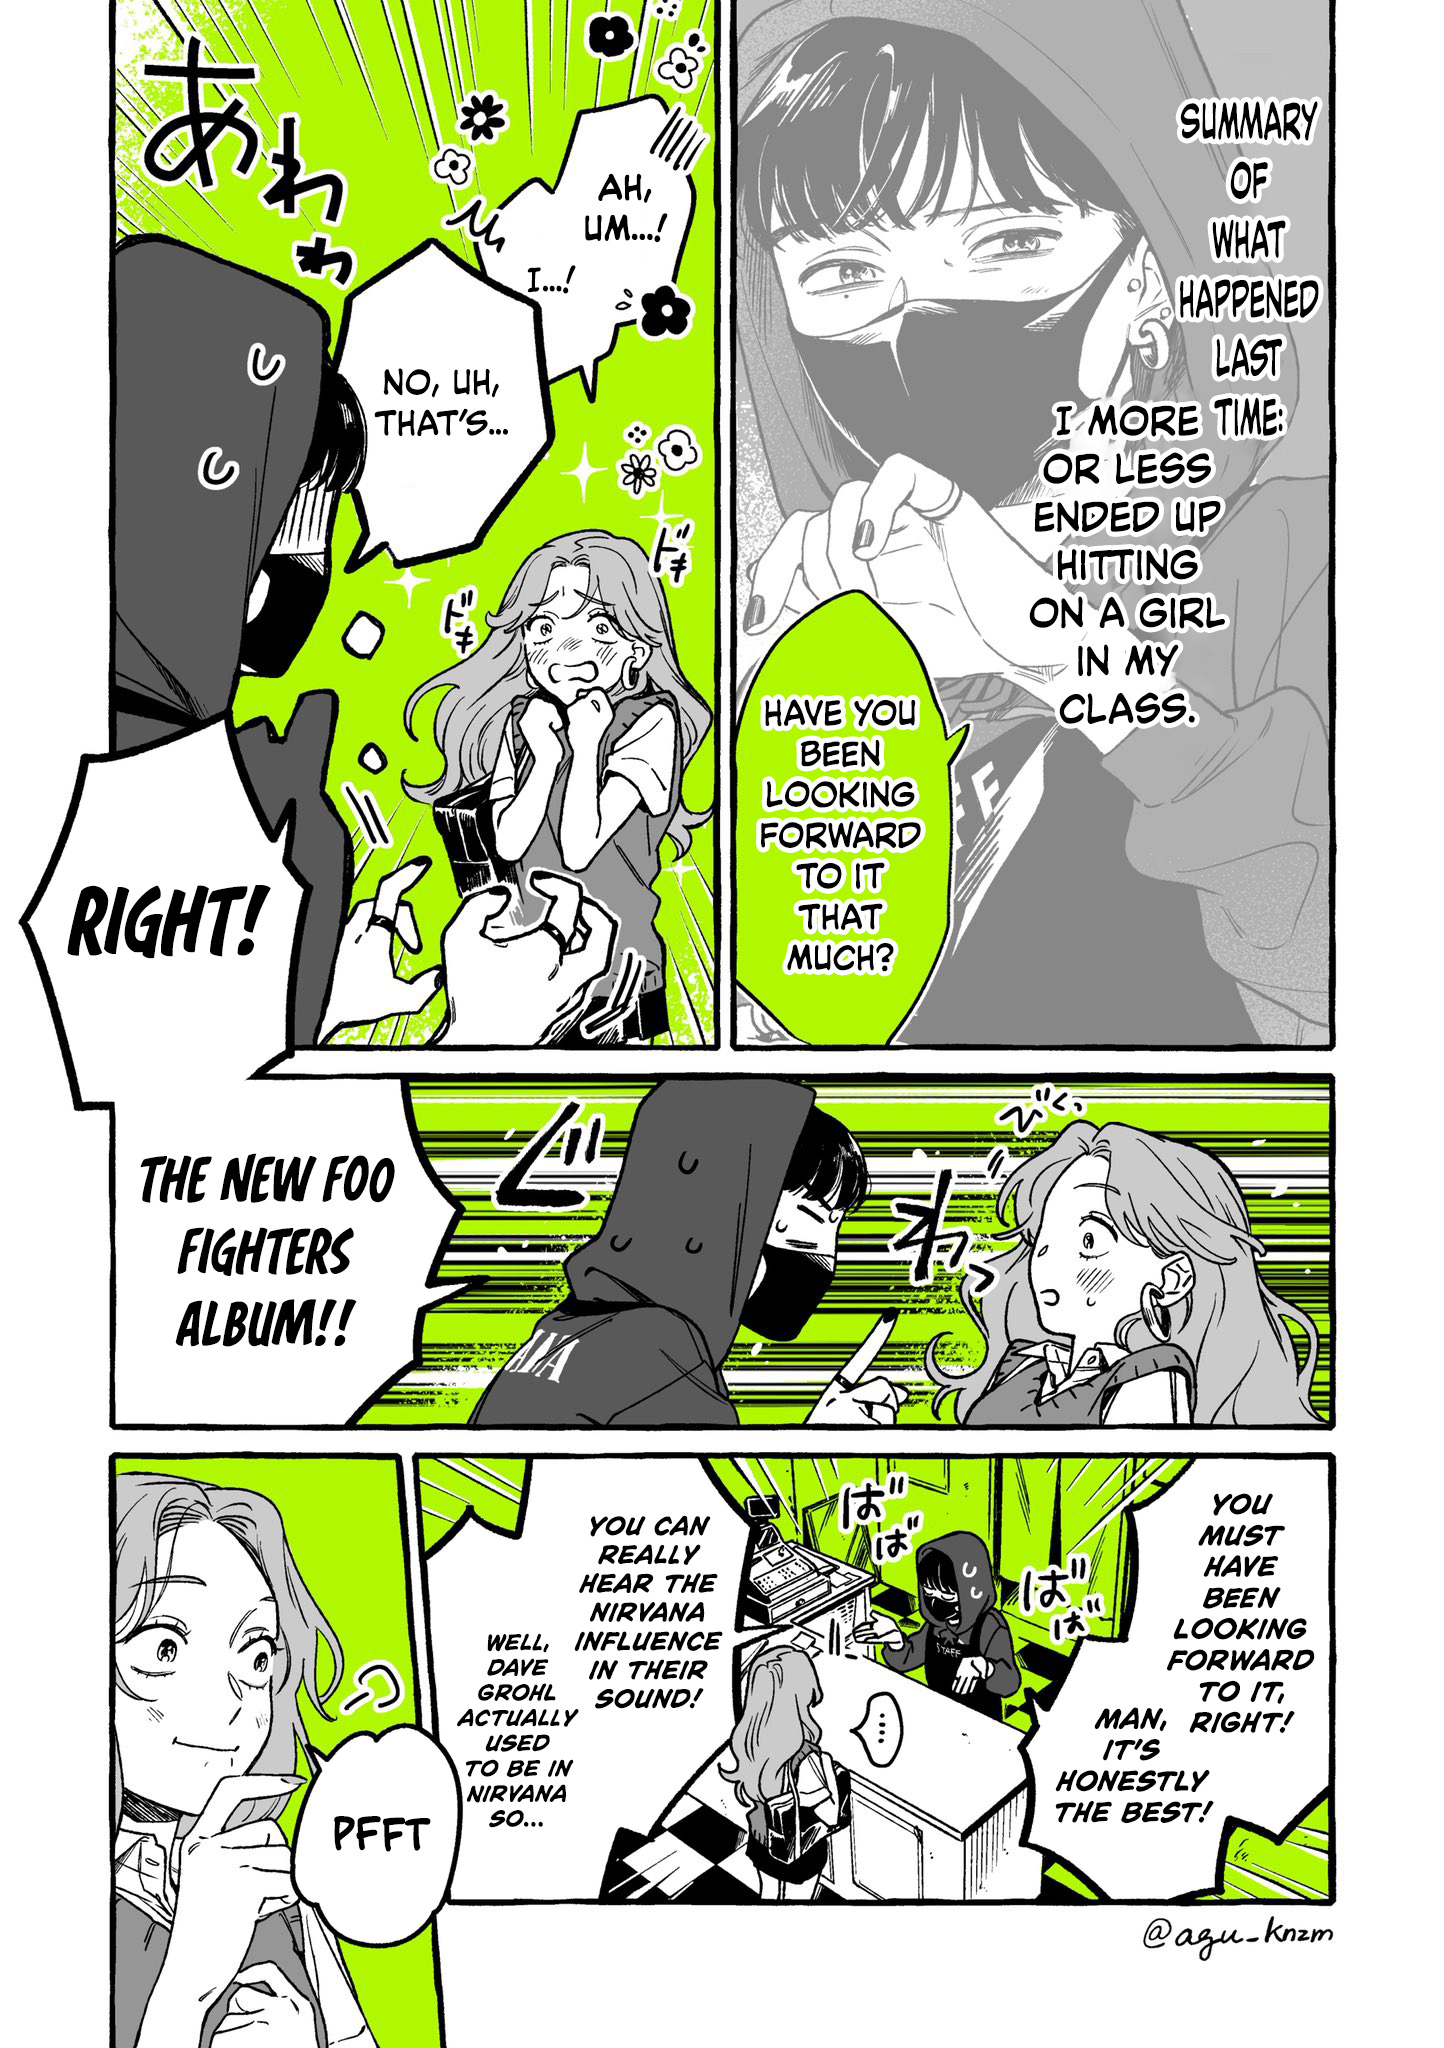 SUMMARY
OF
WHAT
HAPPENED
LAST
TIME:
I MORE
OR LESS
ENDED UP
HITTING
ON A GIRL
IN MY
CLASS.
HAVE YOU
BEEN
LOOKING
FORWARD
TO IT
THAT
MUCH?
AH,
UM...!
I...!
NO, UH,
THAT'S...
あわわ
ドキ
ドキ
RIGHT!
THE NEW FOO
FIGHTERS
ALBUM!!
びくっ
ぐ
わっ
YOU
MUST
HAVE
BEEN
LOOKING
FORWARD
TO IT,
RIGHT!
MAN,
IT'S
HONESTLY
THE BEST!
ばば
ばば
STAFF
...
YOU CAN
REALLY
HEAR THE
NIRVANA
INFLUENCE
IN THEIR
SOUND!
WELL,
DAVE
GROHL
ACTUALLY
USED
TO BE IN
NIRVANA
SO...
PFFT
@agu_knzm